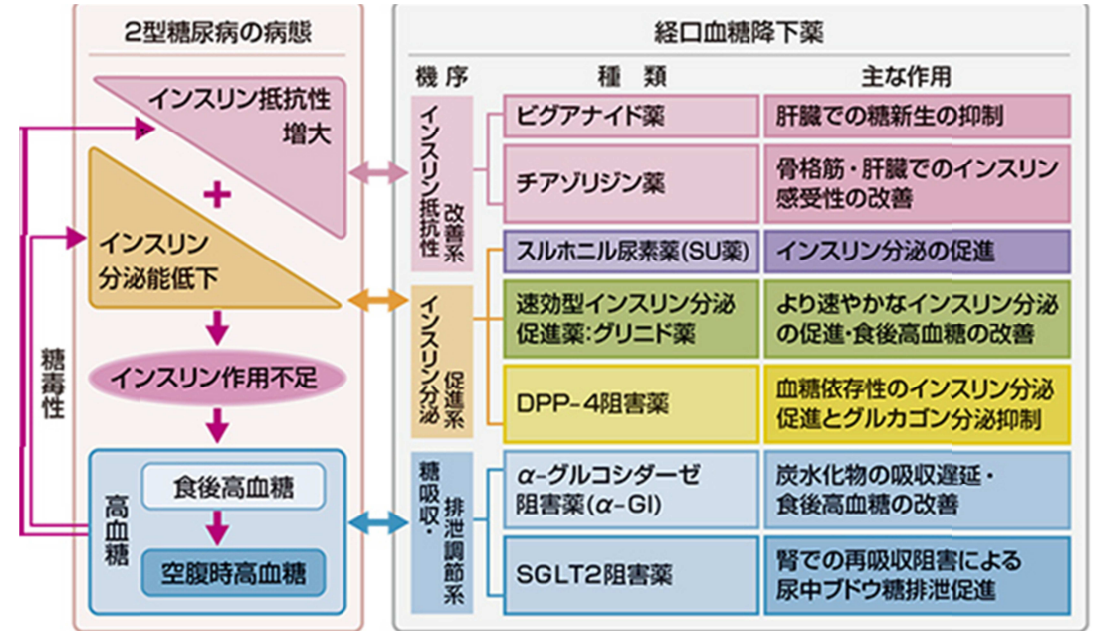 2型糖尿病の病態
インスリン抵抗性
増大
+
インスリン
分泌能低下
インスリン作用不足
高血糖
食後高血糖
空腹時高血糖
糖毒性
経口血糖降下薬
機序
種類
主な作用
インスリン抵抗性
改善系
ビグアナイド薬
肝臓での糖新生の抑制
チアゾリジン薬
骨格筋・肝臓でのインスリン
感受性の改善
インスリン分泌
促進系
スルホニル尿素薬(SU薬)
インスリン分泌の促進
速効型インスリン分泌
促進薬:グリニド薬
より速やかなインスリン分泌
の促進・食後高血糖の改善
DPP-4阻害薬
血糖依存性のインスリン分泌
促進とグルカゴン分泌抑制
糖吸収・
排泄調節系
α-グルコシダーゼ
阻害薬(α-GI)
炭水化物の吸収遅延・
食後高血糖の改善
SGLT2阻害薬
腎での再吸収阻害による
尿中ブドウ糖排泄促進